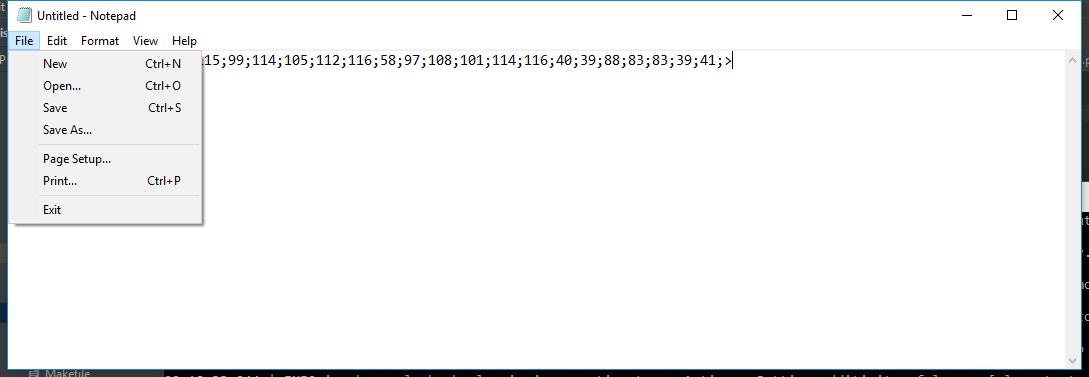 Untitled - Notepad
File Edit Format View Help
15;99;114;105;112;116;58;97;108;101;114;116;40;39;88;83;83;39;41;>
New Ctrl+N
Open... Ctrl+O
Save Ctrl+S
Save As...
Page Setup...
Print... Ctrl+P
Exit
Makefile